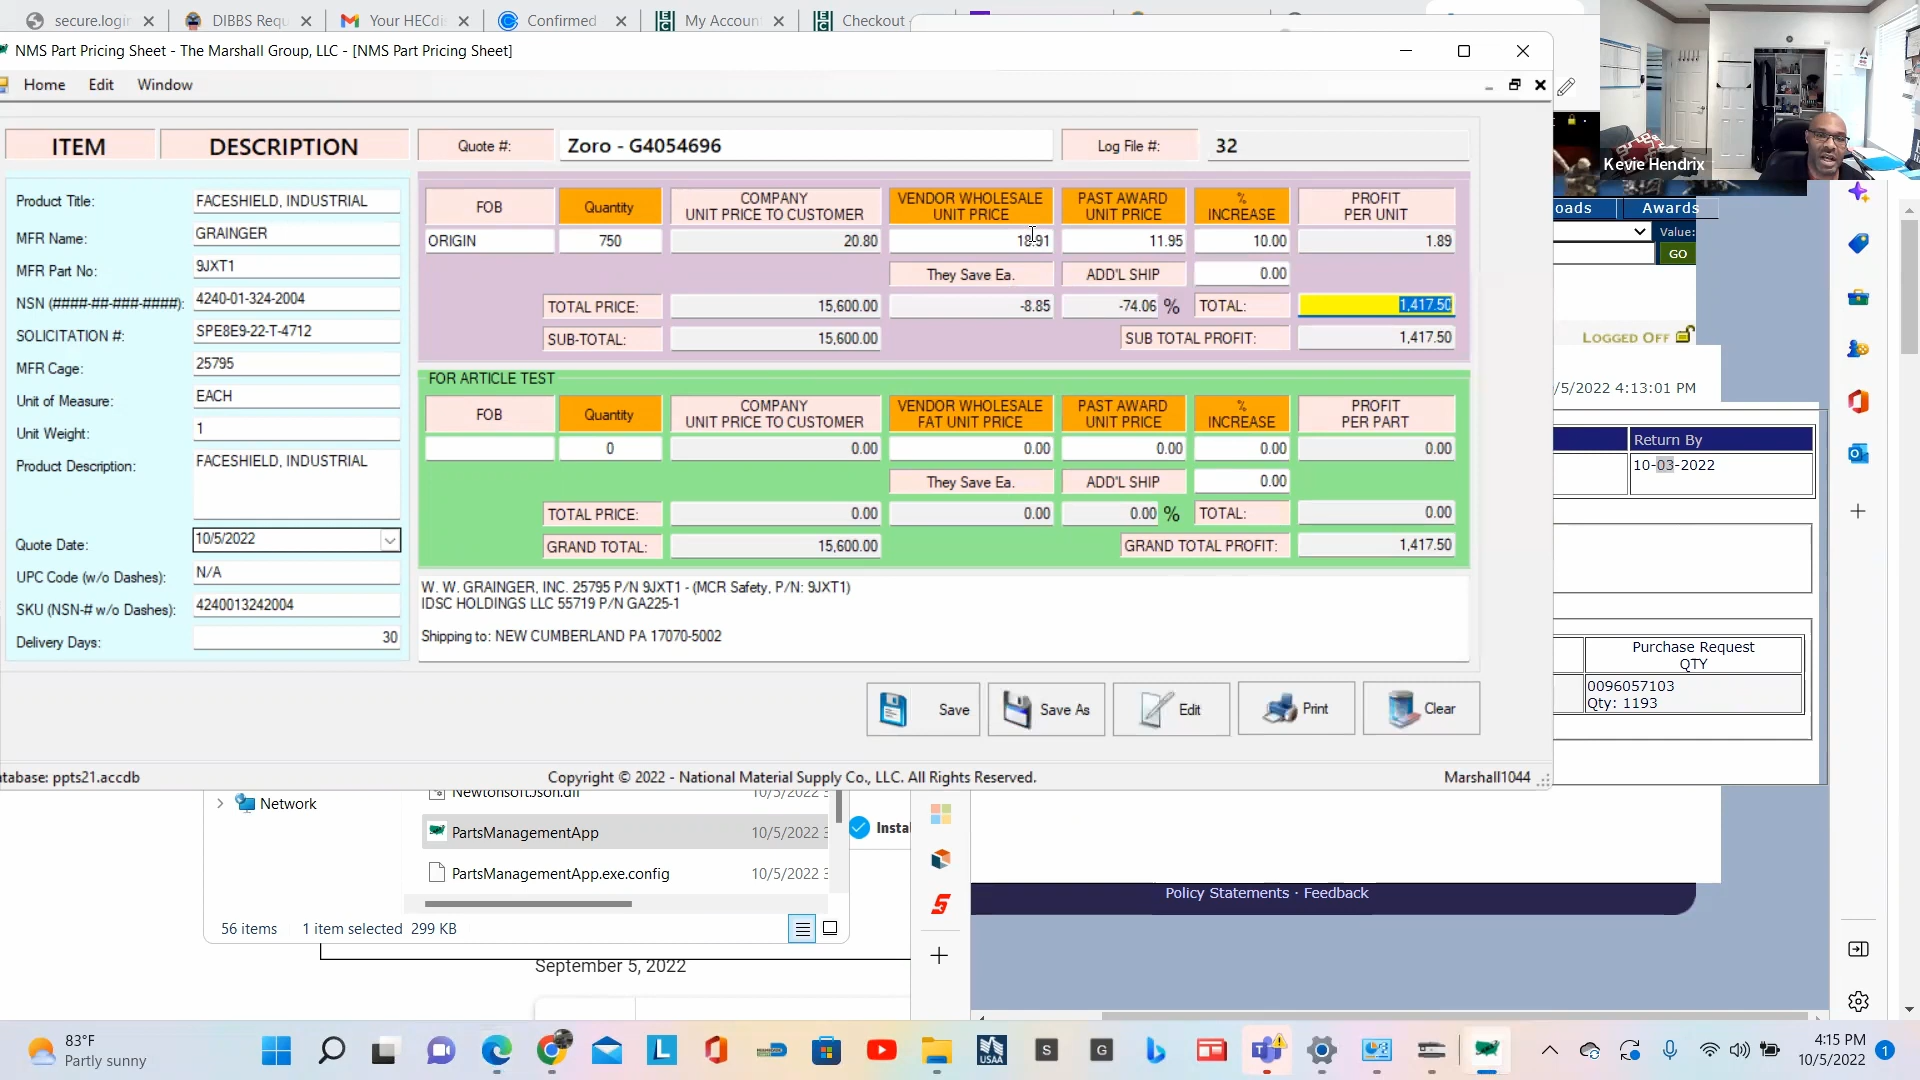 secure.login
DIBBS Requ
Your HECdi
Confirmed
My Accoun
Checkout
NMS Part Pricing Sheet - The Marshall Group, LLC - [NMS Part Pricing Sheet]
Home Edit Window
Kevie Hendrix
ITEM DESCRIPTION
Quote #: Zoro - G4054696 Log File #: 32
Product Title: FACESHIELD, INDUSTRIAL
MFR Name: GRAINGER
MFR Part No: 9JXT1
NSN (####-##-###-####): 4240-01-324-2004
SOLICITATION #: SPE8E9-22-T-4712
MFR Cage: 25795
Unit of Measure: EACH
Unit Weight: 1
Product Description: FACESHIELD, INDUSTRIAL
Quote Date: 10/5/2022
UPC Code (w/o Dashes): N/A
SKU (NSN-# w/o Dashes): 4240013242004
Delivery Days: 30
FOB
Quantity
COMPANY
UNIT PRICE TO CUSTOMER
VENDOR WHOLESALE
UNIT PRICE
PAST AWARD
UNIT PRICE
%
INCREASE
PROFIT
PER UNIT
ORIGIN 750 20.80 18.91 11.95 10.00 1.89
They Save Ea. ADD'L SHIP 0.00
TOTAL PRICE: 15,600.00 -8.85 -74.06 % TOTAL: 1,417.50
SUB-TOTAL: 15,600.00 SUB TOTAL PROFIT: 1,417.50
FOR ARTICLE TEST
FOB
Quantity
COMPANY
UNIT PRICE TO CUSTOMER
VENDOR WHOLESALE
FAT UNIT PRICE
PAST AWARD
UNIT PRICE
%
INCREASE
PROFIT
PER PART
0 0.00 0.00 0.00 0.00 0.00
They Save Ea. ADD'L SHIP 0.00
TOTAL PRICE: 0.00 0.00 0.00 % TOTAL: 0.00
GRAND TOTAL: 15,600.00 GRAND TOTAL PROFIT: 1,417.50
W. W. GRAINGER, INC. 25795 P/N 9JXT1 - (MCR Safety, P/N: 9JXT1)
IDSC HOLDINGS LLC 55719 P/N GA225-1
Shipping to: NEW CUMBERLAND PA 17070-5002
Save
Save As
Edit
Print
Clear
tabase: ppts21.accdb
Copyright © 2022 - National Material Supply Co., LLC. All Rights Reserved.
Marshall1044
oads Awards
Value:
GO
LOGGED OFF
/5/2022 4:13:01 PM
Return By
10-03-2022
Purchase Request
QTY
0096057103
Qty: 1193
Network
Newtonsoft.Json.dll 10/5/2022 3
PartsManagementApp 10/5/2022 3
PartsManagementApp.exe.config 10/5/2022 3
Instal
56 items 1 item selected 299 KB
September 5, 2022
Policy Statements · Feedback
83°F
Partly sunny
USAA
4:15 PM
10/5/2022
1